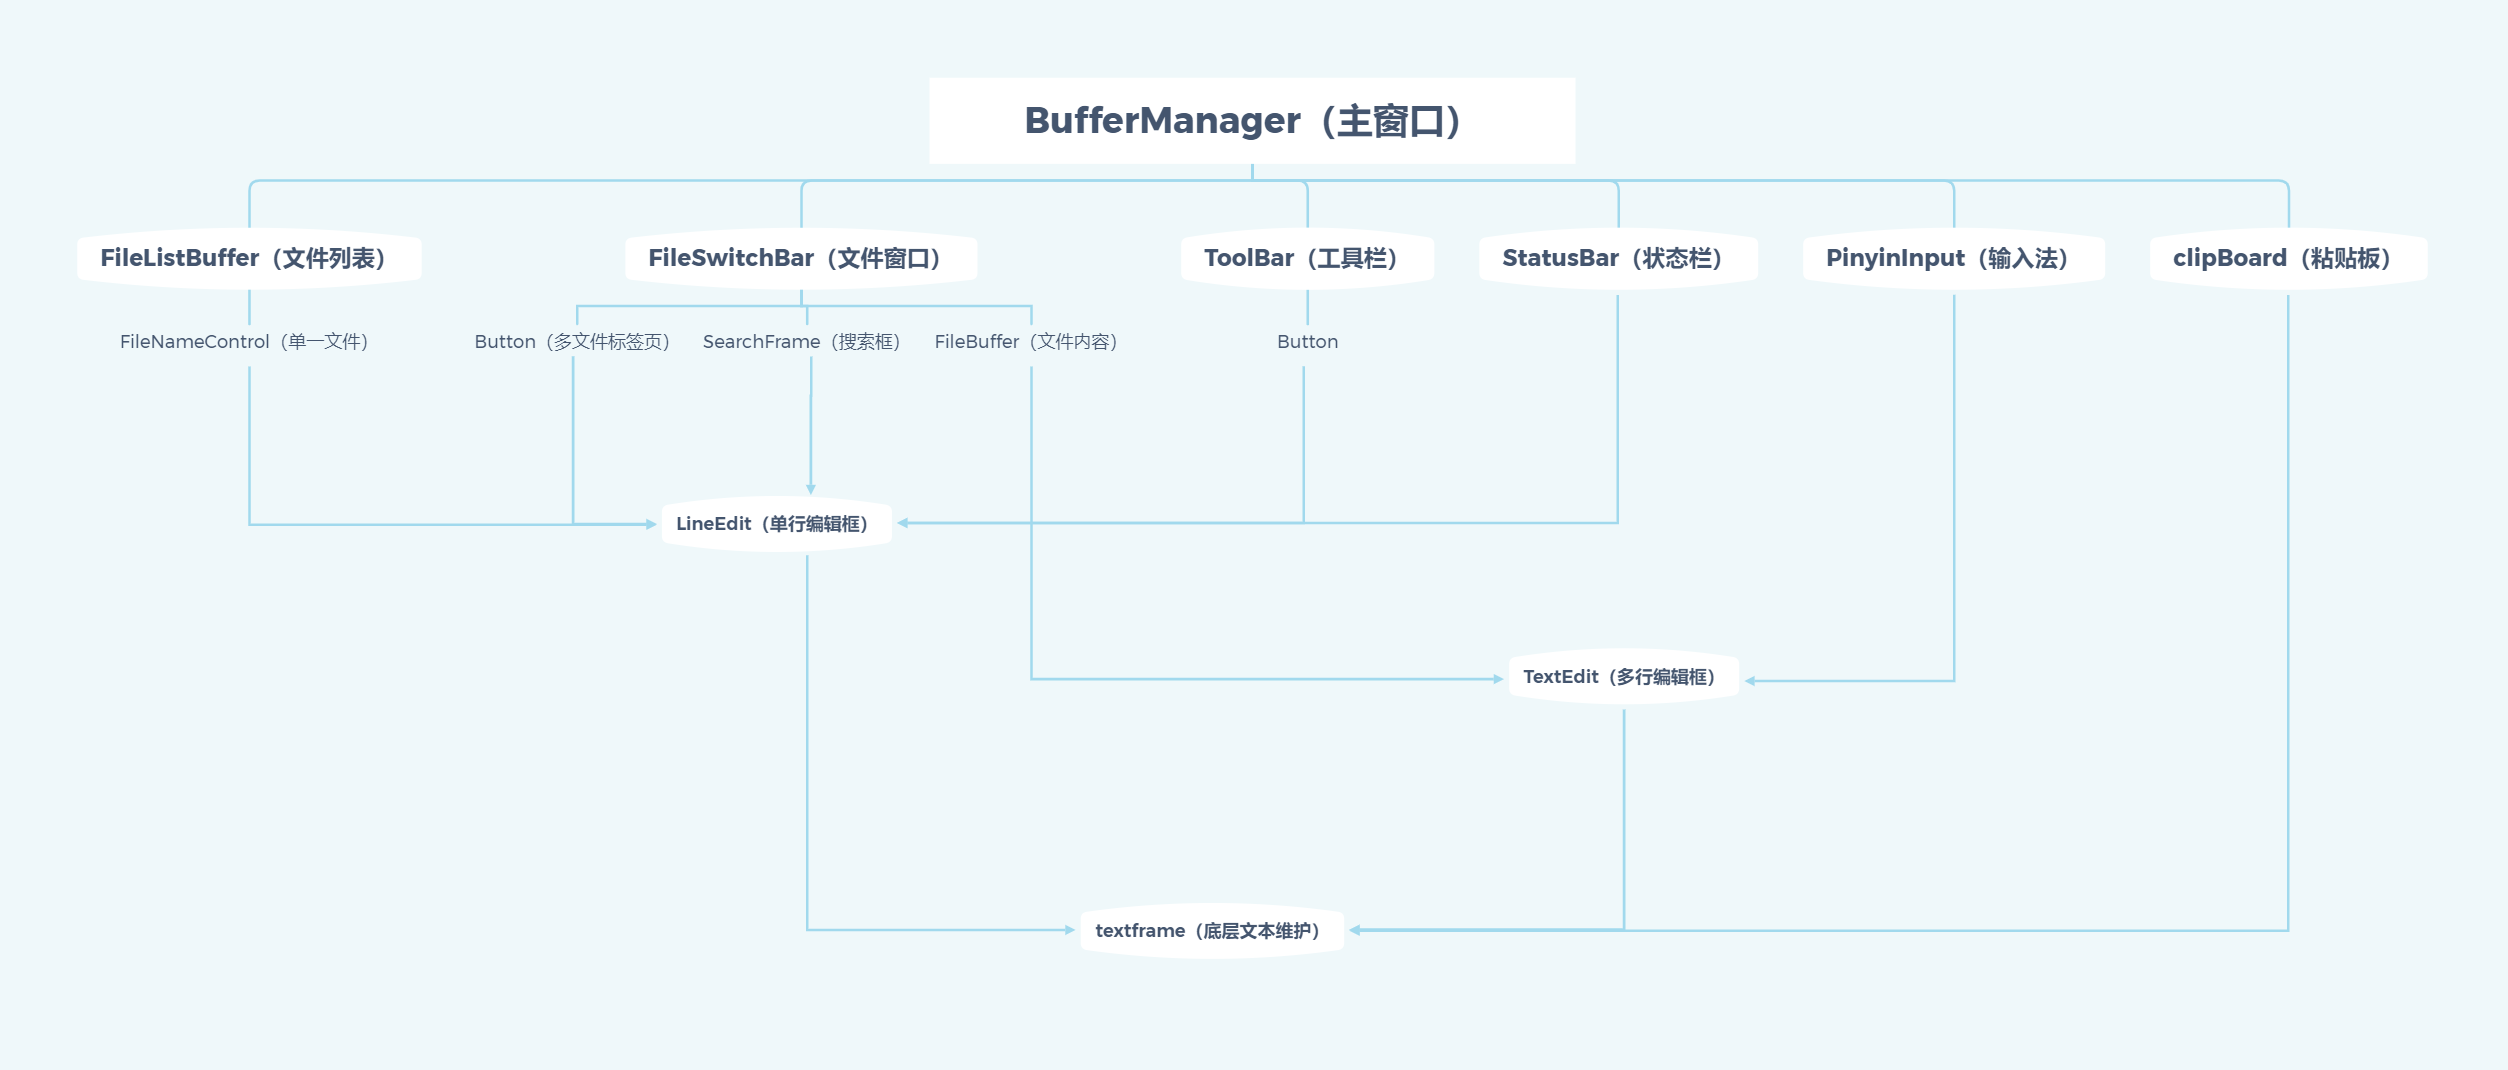 BufferManager（主窗口）
FileListBuffer（文件列表）
FileSwitchBar（文件窗口）
ToolBar（工具栏）
StatusBar（状态栏）
PinyinInput（输入法）
clipBoard（粘贴板）
FileNameControl（单一文件）
Button（多文件标签页）
SearchFrame（搜索框）
FileBuffer（文件内容）
Button
LineEdit（单行编辑框）
TextEdit（多行编辑框）
textframe（底层文本维护）